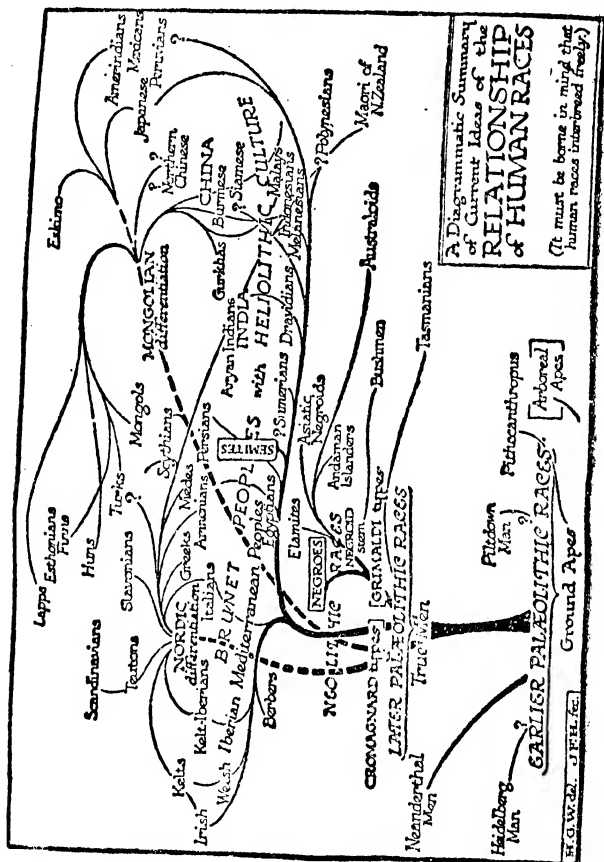 A Diagrammatic Summary
of Current Ideas of the
RELATIONSHIP
of HUMAN RACES
(It must be borne in mind that
human races interbreed freely.)
Amerindians
Mexicans
Peruvians
?
Eskimo
Japanese
?
Northern
Chinese
MONGOLIAN
differentiation
CHINA
Burmese
? Siamese
Malays
Gurkhas
Indonesians
Melanesians
? Polynesians
Maori of
N. Zealand
Lapps
Esthonians
Finns
Huns
Mongols
Turks
?
Scythians
Aryan Indians
INDIA
Dravidians
Australoids
Slavonians
Medes
Persians
Armenians
Greeks
Italians
SEMITES
? Sumerians
PEOPLES with HELIOLITHIC CULTURE
Scandinavians
Teutons
NORDIC
differentiation
BRUNET
Mediterranean Peoples
Egyptians
Elamites
Asiatic
Negroids
Andaman
Islanders
Bushmen
Tasmanians
Kelts
Kelt-Iberians
Irish
Welsh
Iberian
Berbers
NEGROES
NEGROID
stem
NEOLITHIC RACES
CROMAGNARD types]
[GRIMALDI types
LATER PALÆOLITHIC RACES
True Men
Neanderthal
Men
Heidelberg
Man
?
Piltdown
Man
?
Pithecanthropus
[Arboreal
Apes
EARLIER PALÆOLITHIC RACES
Ground Apes
H.G.W. del. J.F.H. fec.